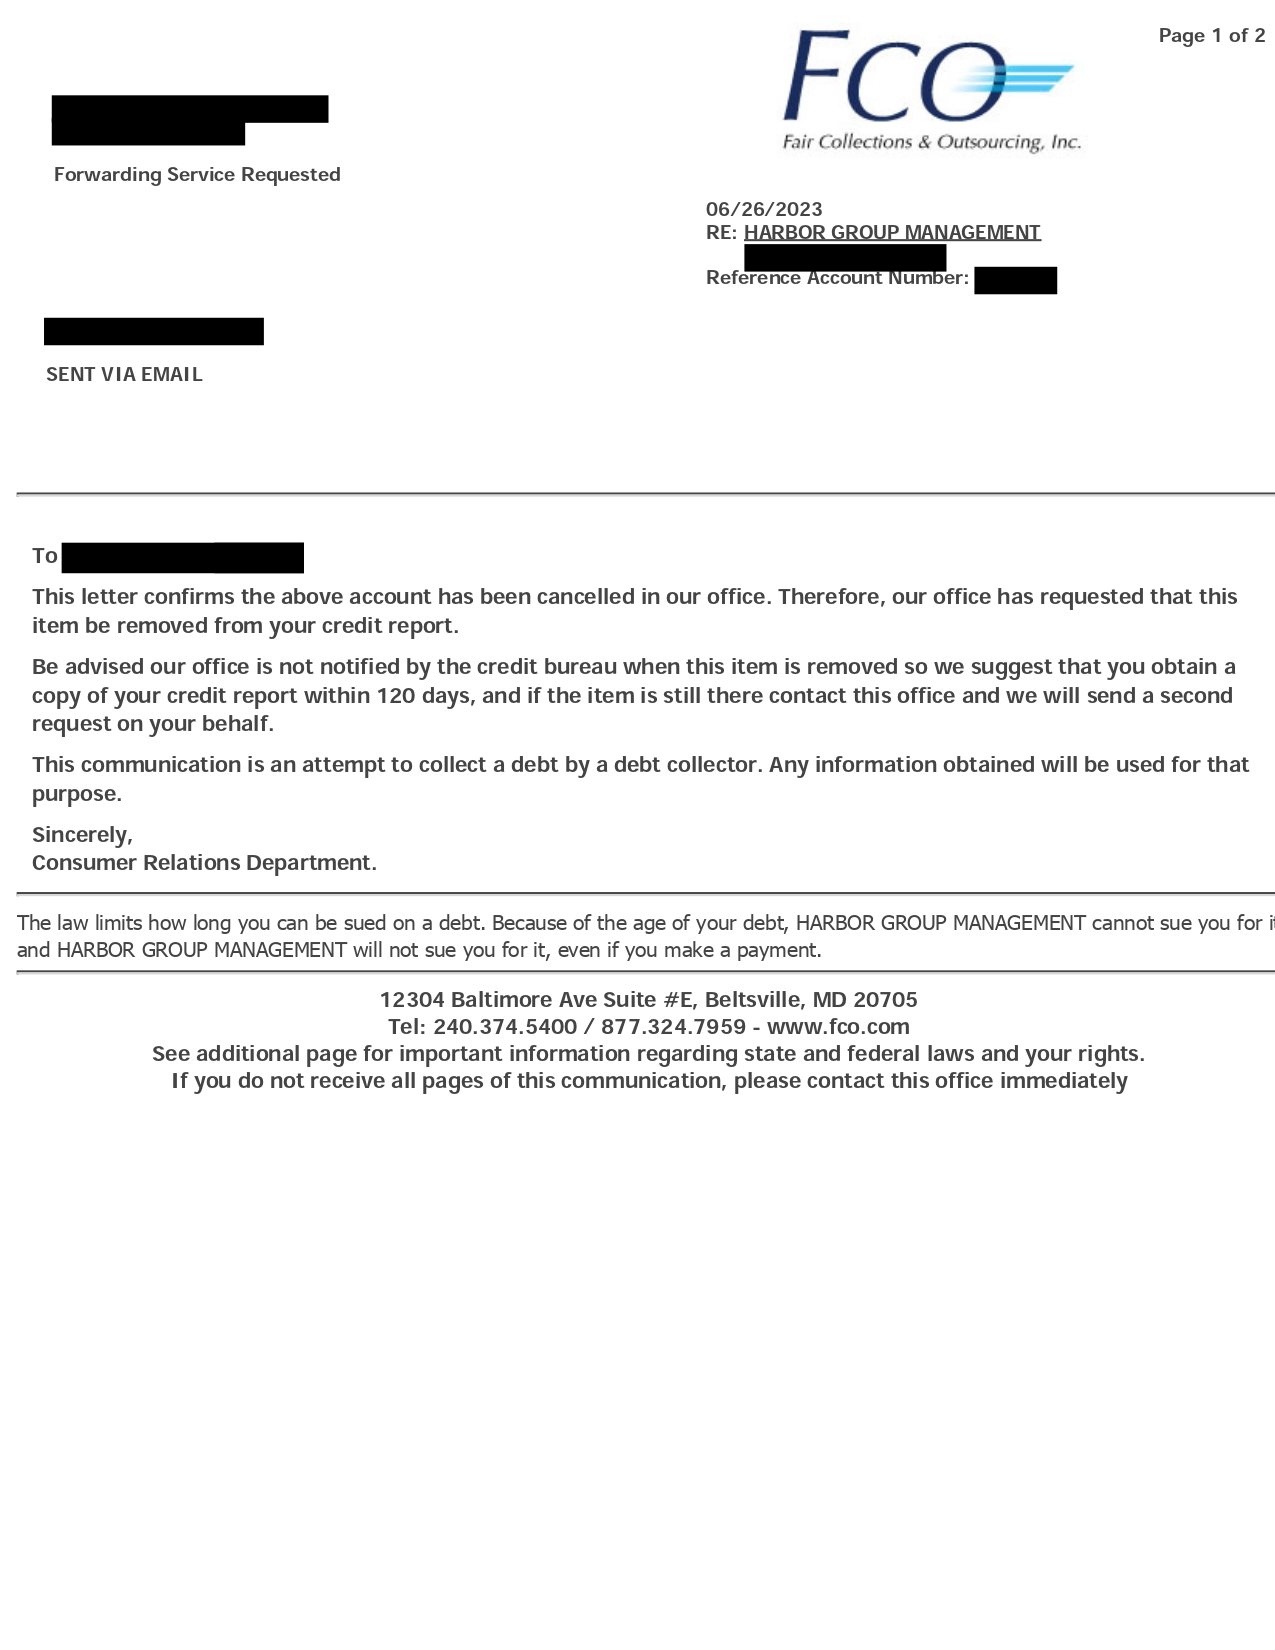 Page 1 of 2
FCO
Fair Collections & Outsourcing, Inc.
Forwarding Service Requested
06/26/2023
RE: HARBOR GROUP MANAGEMENT
Reference Account Number:
SENT VIA EMAIL
To
This letter confirms the above account has been cancelled in our office. Therefore, our office has requested that this
item be removed from your credit report.
Be advised our office is not notified by the credit bureau when this item is removed so we suggest that you obtain a
copy of your credit report within 120 days, and if the item is still there contact this office and we will send a second
request on your behalf.
This communication is an attempt to collect a debt by a debt collector. Any information obtained will be used for that
purpose.
Sincerely,
Consumer Relations Department.
The law limits how long you can be sued on a debt. Because of the age of your debt, HARBOR GROUP MANAGEMENT cannot sue you for it
and HARBOR GROUP MANAGEMENT will not sue you for it, even if you make a payment.
12304 Baltimore Ave Suite #E, Beltsville, MD 20705
Tel: 240.374.5400 / 877.324.7959 - www.fco.com
See additional page for important information regarding state and federal laws and your rights.
If you do not receive all pages of this communication, please contact this office immediately